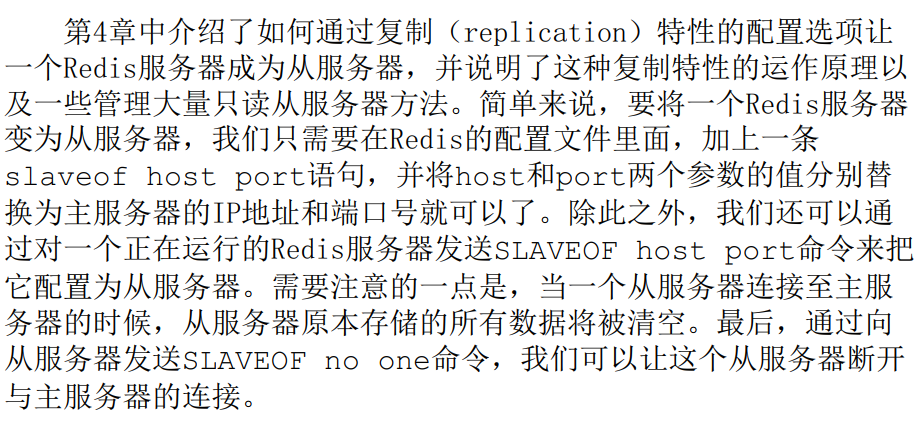 第4章中介绍了如何通过复制（replication）特性的配置选项让
一个Redis服务器成为从服务器，并说明了这种复制特性的运作原理以
及一些管理大量只读从服务器方法。简单来说，要将一个Redis服务器
变为从服务器，我们只需要在Redis的配置文件里面，加上一条
slaveof host port语句，并将host和port两个参数的值分别替
换为主服务器的IP地址和端口号就可以了。除此之外，我们还可以通
过对一个正在运行的Redis服务器发送SLAVEOF host port命令来把
它配置为从服务器。需要注意的一点是，当一个从服务器连接至主服
务器的时候，从服务器原本存储的所有数据将被清空。最后，通过向
从服务器发送SLAVEOF no one命令，我们可以让这个从服务器断开
与主服务器的连接。